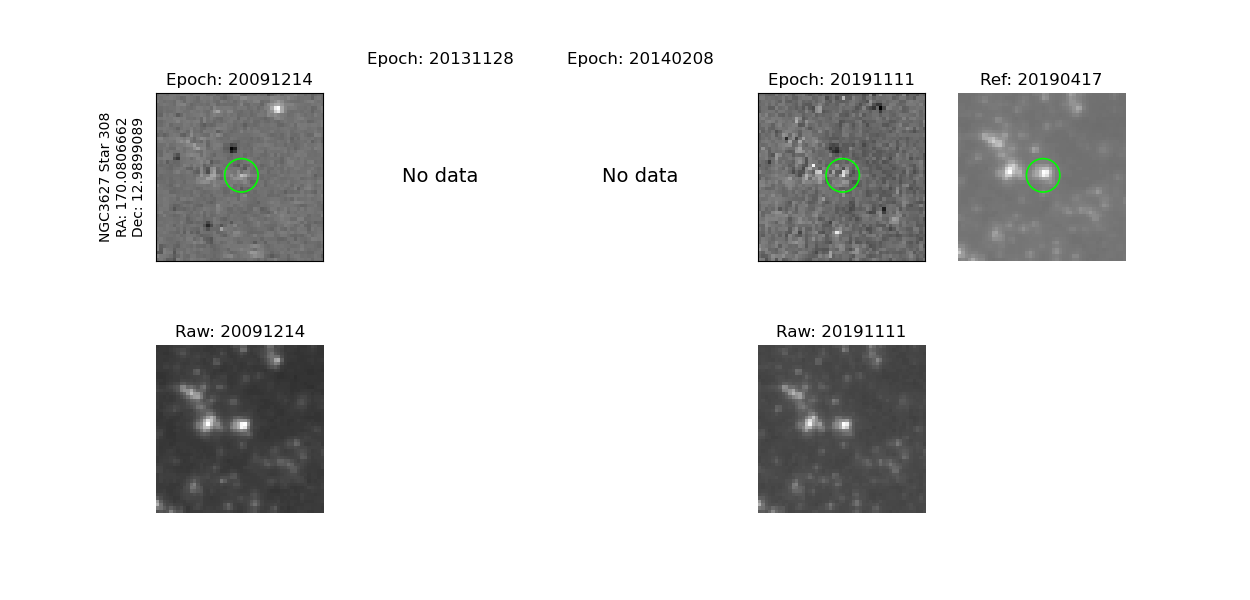 Epoch: 20131128
Epoch: 20140208
Epoch: 20091214
Epoch: 20191111
Ref: 20190417
NGC3627 Star 308
RA: 170.0806662
Dec: 12.9899089
No data
No data
Raw: 20091214
Raw: 20191111